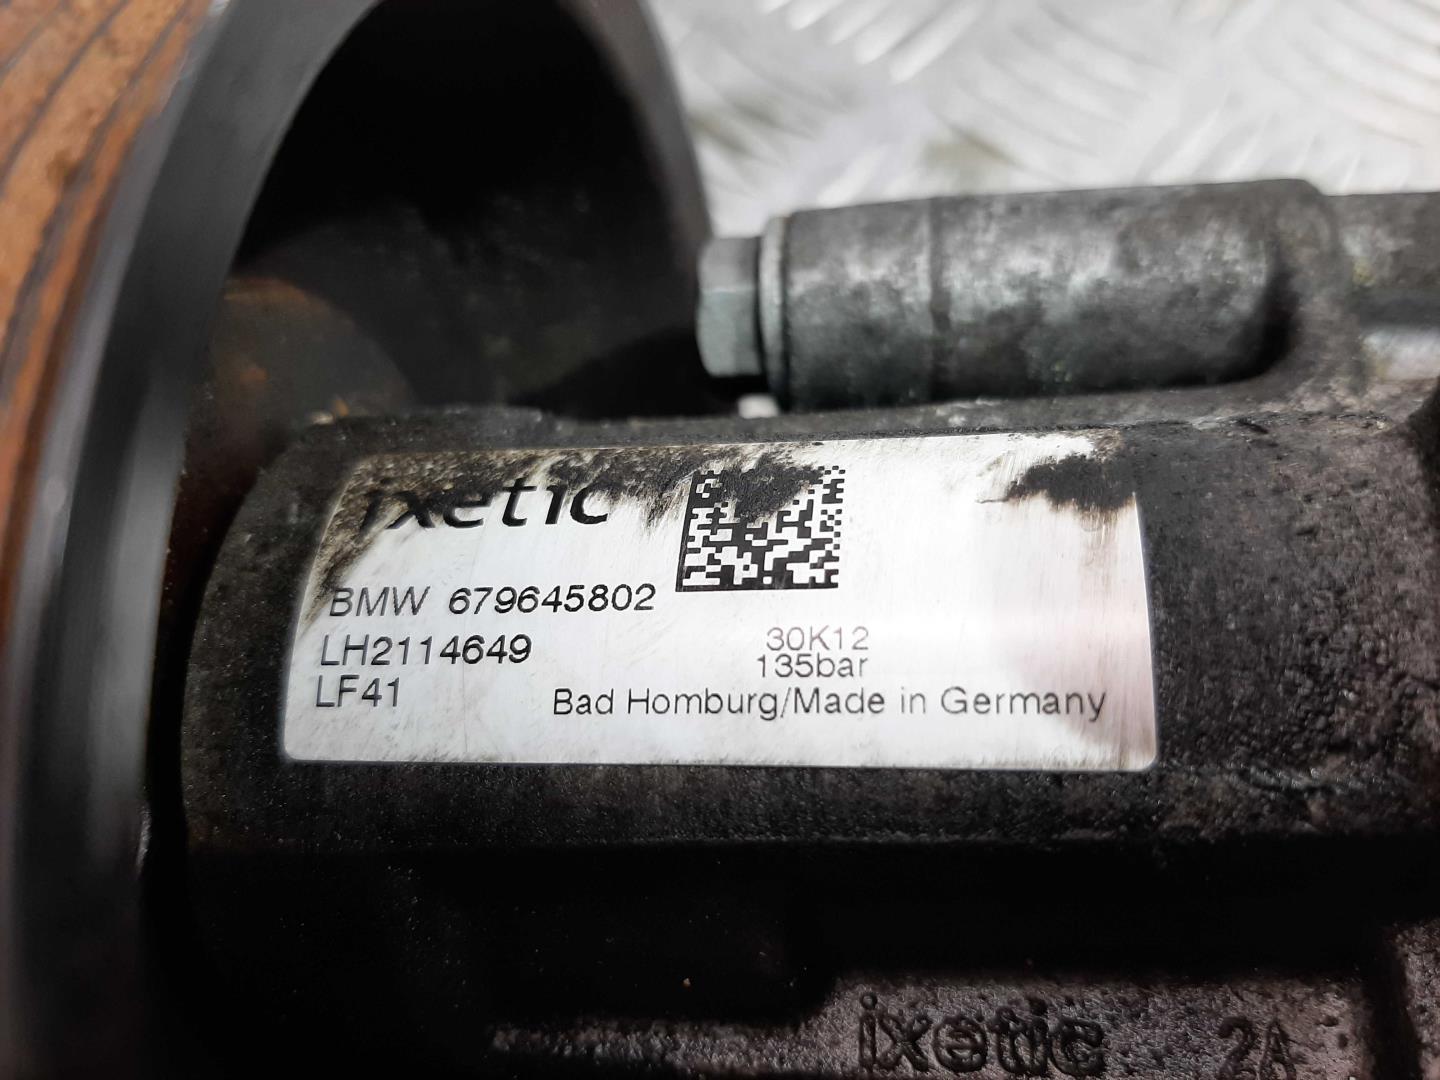 ixetic
BMW 679645802
LH2114649
30K12
135bar
LF41
Bad Homburg/Made in Germany
ixetic 2A